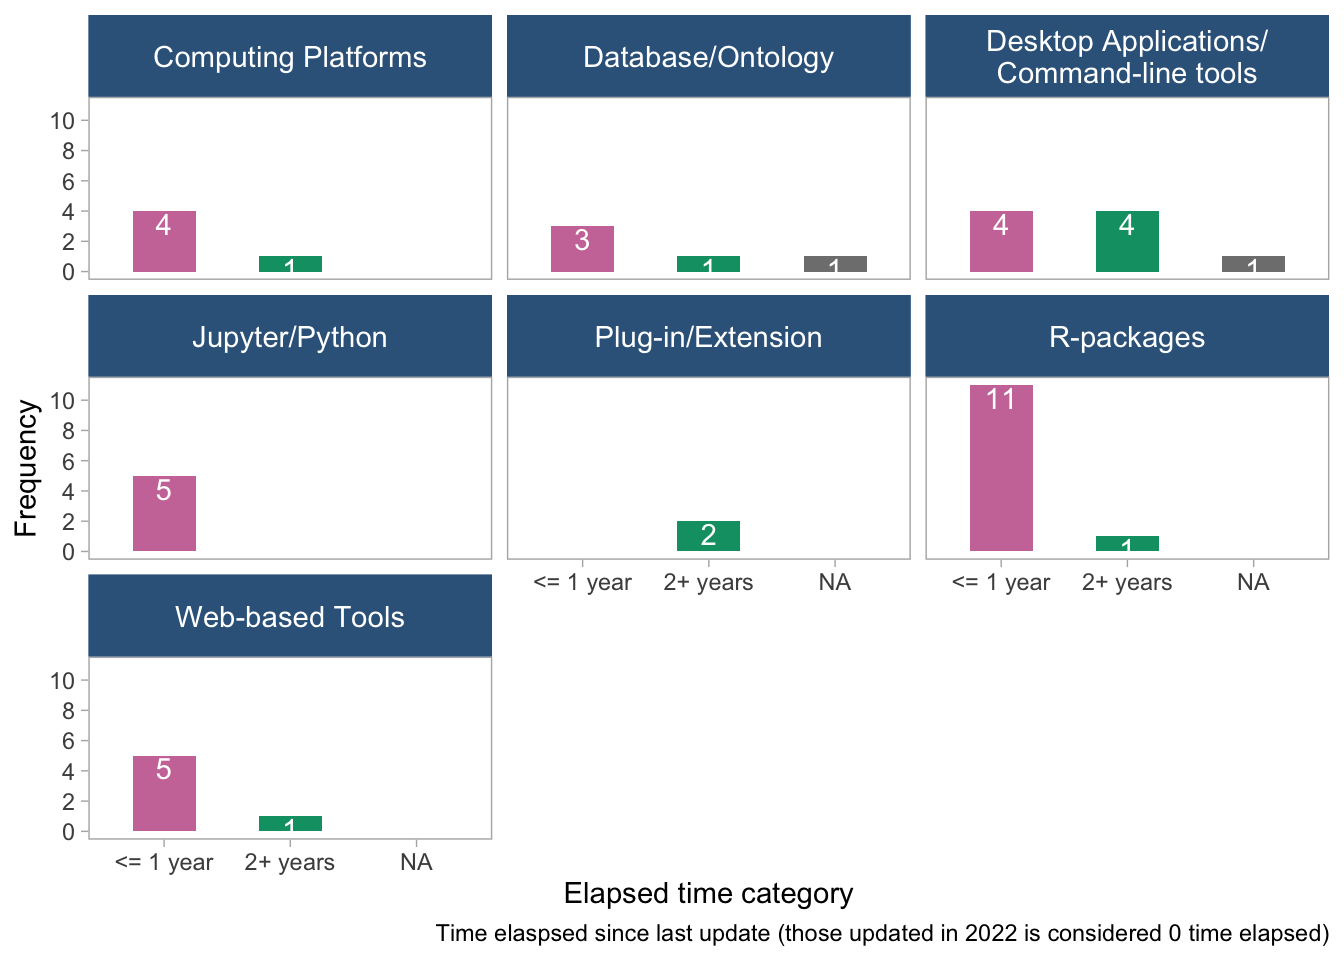 Computing Platforms
Database/Ontology
Desktop Applications/
Command-line tools
10
8
6
4
2
0
4
1
3
1
1
4
4
1
Jupyter/Python
Plug-in/Extension
R-packages
Frequency
10
8
6
4
2
0
5
2
11
1
<= 1 year
2+ years
NA
<= 1 year
2+ years
NA
Web-based Tools
10
8
6
4
2
0
5
1
<= 1 year
2+ years
NA
Elapsed time category
Time elaspsed since last update (those updated in 2022 is considered 0 time elapsed)